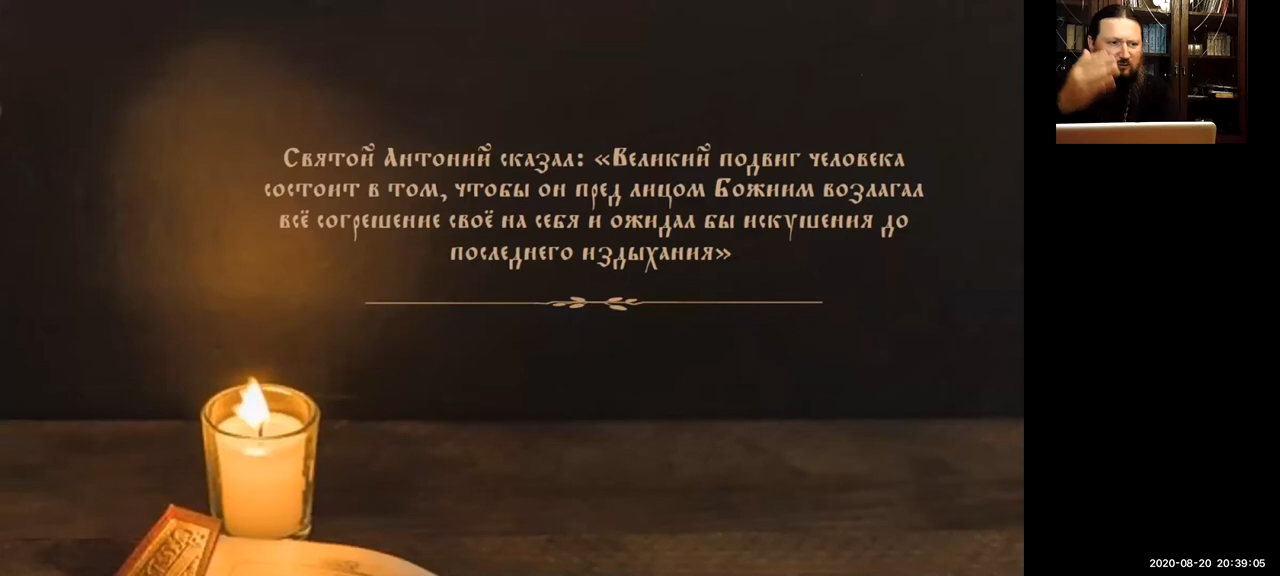 Святой Антоний сказал: «Великий подвиг человека
состоит в том, чтобы он пред лицом Божиим возлагал
всё согрешение своё на себя и ожидал бы искушения до
последнего издыхания»
2020-08-20 20:39:05